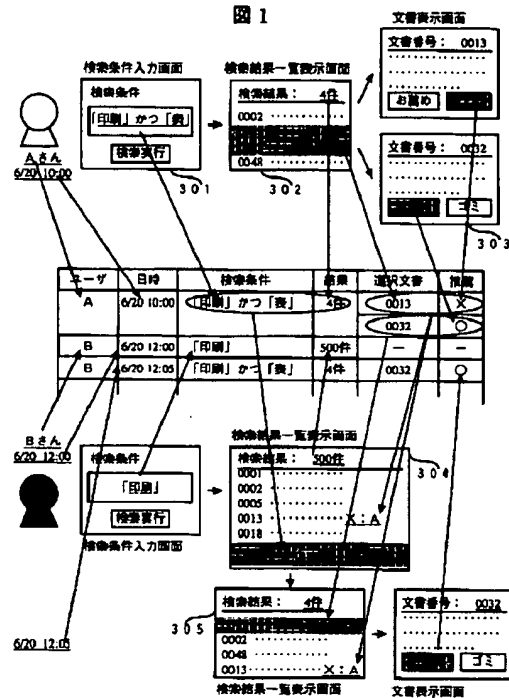 図1
文書表示画面
検索条件入力画面
検索結果一覧表示画面
文書番号： 0013
検索条件
「印刷」かつ「表」
検索実行
検索結果： 4件
0002
0048
お薦め
文書番号： 0032
ゴミ
Aさん
6/20 10:00
301
302
303
ユーザ 日時 検索条件 結果 選択文書 推薦
A 6/20 10:00 「印刷」かつ「表」 4件 0013 ×
0032 ○
B 6/20 12:00 「印刷」 500件 － －
B 6/20 12:05 「印刷」かつ「表」 4件 0032 ○
Bさん
6/20 12:00
検索条件
「印刷」
検索実行
検索条件入力画面
検索結果一覧表示画面
検索結果： 500件
0001
0002
0005
0013 X：A
0018
304
6/20 12:05
305
検索結果： 4件
0002
0048
0013 X：A
検索結果一覧表示画面
文書番号： 0032
ゴミ
文書表示画面